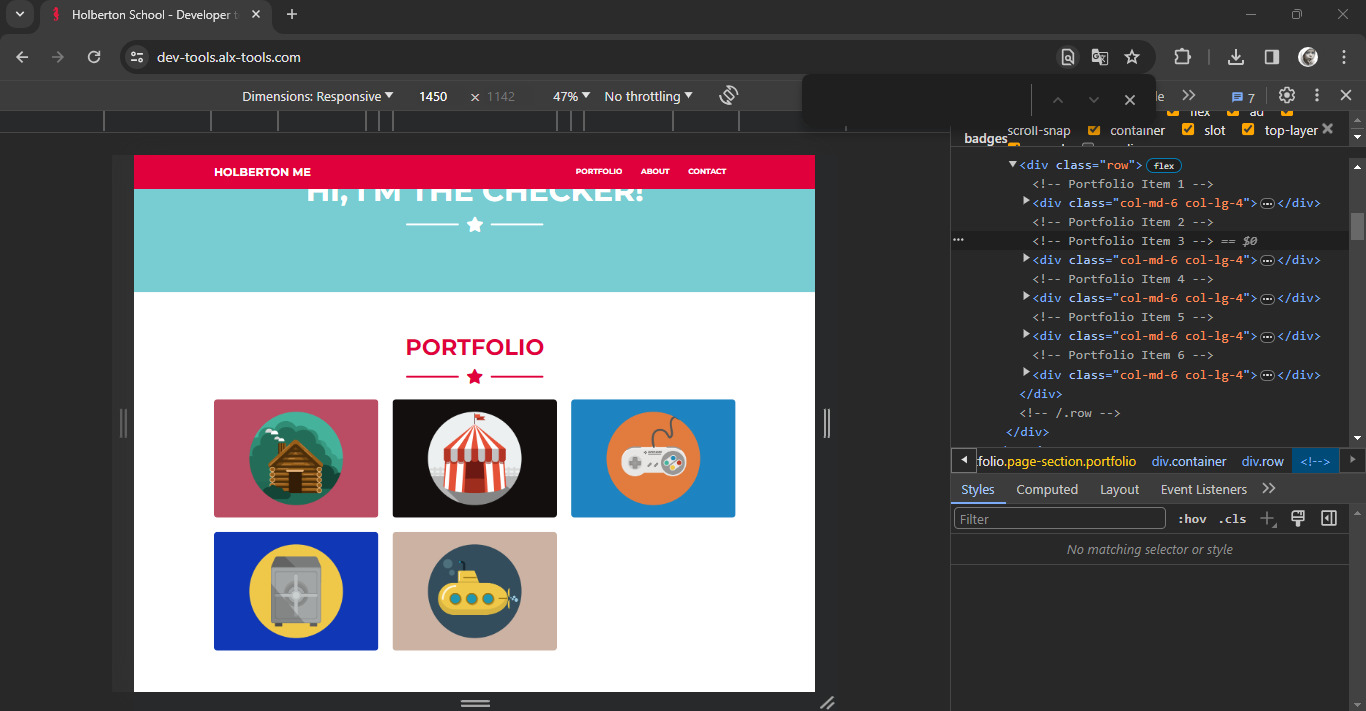 Holberton School - Developer t
dev-tools.alx-tools.com
Dimensions: Responsive 1450 × 1142 47% No throttling
7
flex
ad
badges
scroll-snap container slot top-layer
HOLBERTON ME
PORTFOLIO ABOUT CONTACT
HI, I'M THE CHECKER!
PORTFOLIO
<div class="row"> flex
<!-- Portfolio Item 1 -->
<div class="col-md-6 col-lg-4"> … </div>
<!-- Portfolio Item 2 -->
<!-- Portfolio Item 3 --> == $0
<div class="col-md-6 col-lg-4"> … </div>
<!-- Portfolio Item 4 -->
<div class="col-md-6 col-lg-4"> … </div>
<!-- Portfolio Item 5 -->
<div class="col-md-6 col-lg-4"> … </div>
<!-- Portfolio Item 6 -->
<div class="col-md-6 col-lg-4"> … </div>
</div>
<!-- /.row -->
</div>
tfolio.page-section.portfolio div.container div.row <!-->
Styles Computed Layout Event Listeners
Filter :hov .cls
No matching selector or style